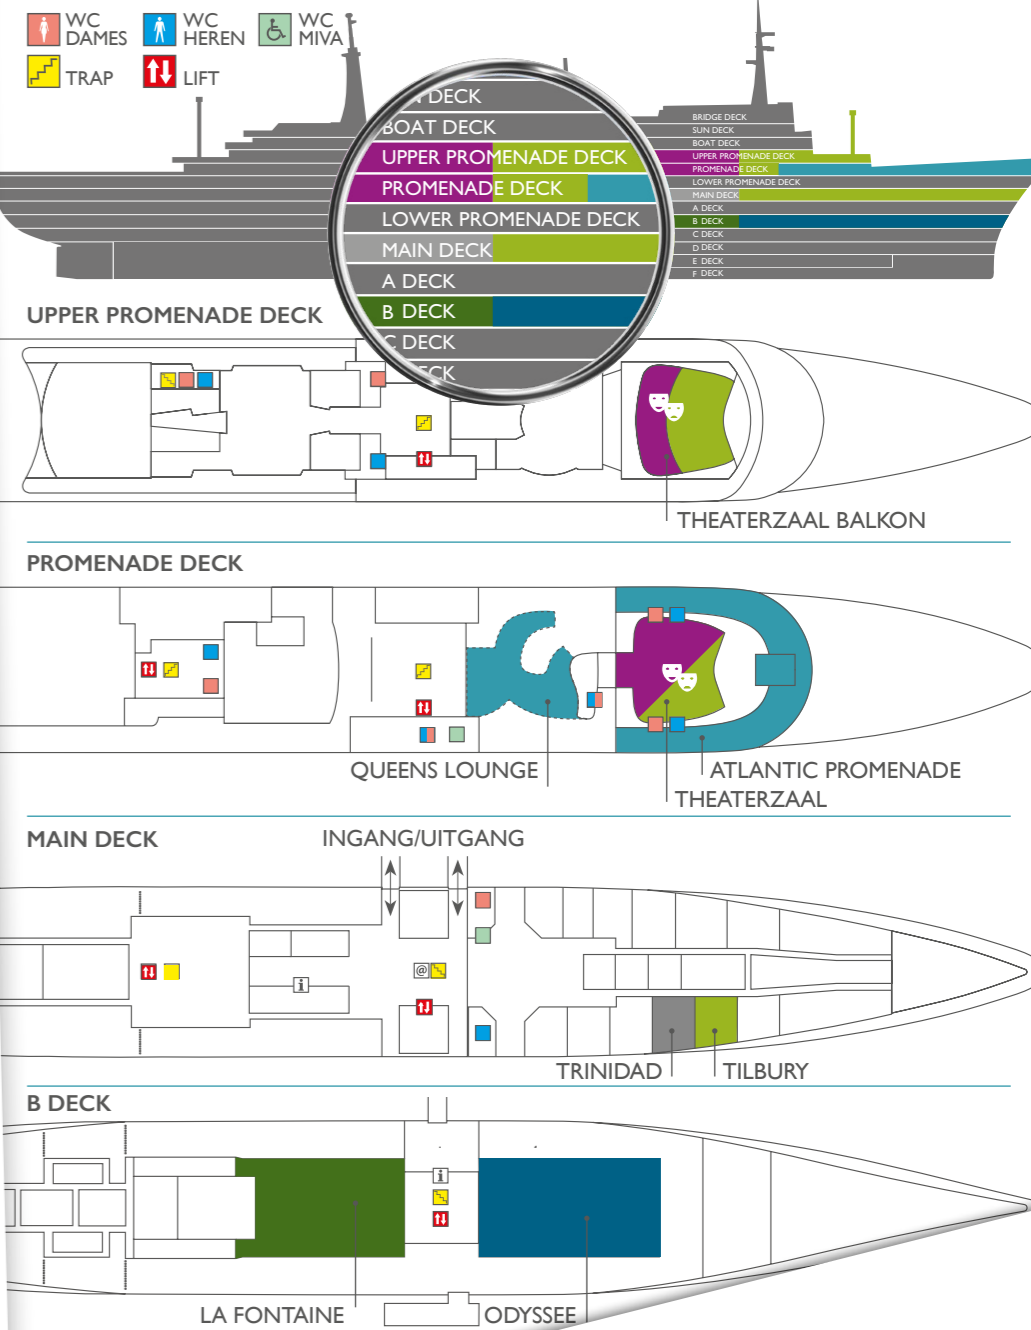 WC
DAMES
WC
HEREN
WC
MIVA
TRAP
LIFT
DECK
BOAT DECK
UPPER PROMENADE DECK
PROMENADE DECK
LOWER PROMENADE DECK
MAIN DECK
A DECK
B DECK
C DECK
ECK
BRIDGE DECK
SUN DECK
BOAT DECK
UPPER PROMENADE DECK
PROMENADE DECK
LOWER PROMENADE DECK
MAIN DECK
A DECK
B DECK
C DECK
D DECK
E DECK
F DECK
UPPER PROMENADE DECK
THEATERZAAL BALKON
PROMENADE DECK
QUEENS LOUNGE
ATLANTIC PROMENADE
THEATERZAAL
MAIN DECK
INGANG/UITGANG
@
i
TRINIDAD
TILBURY
B DECK
i
LA FONTAINE
ODYSSEE